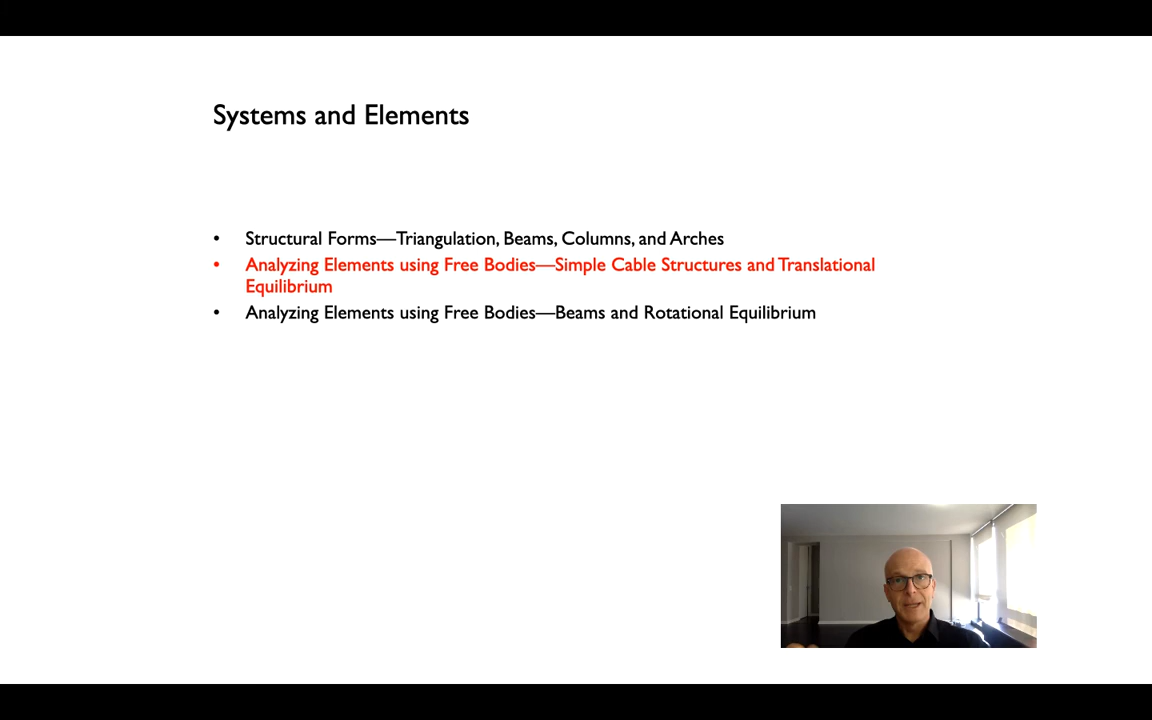 Systems and Elements
• Structural Forms—Triangulation, Beams, Columns, and Arches
• Analyzing Elements using Free Bodies—Simple Cable Structures and Translational
Equilibrium
• Analyzing Elements using Free Bodies—Beams and Rotational Equilibrium